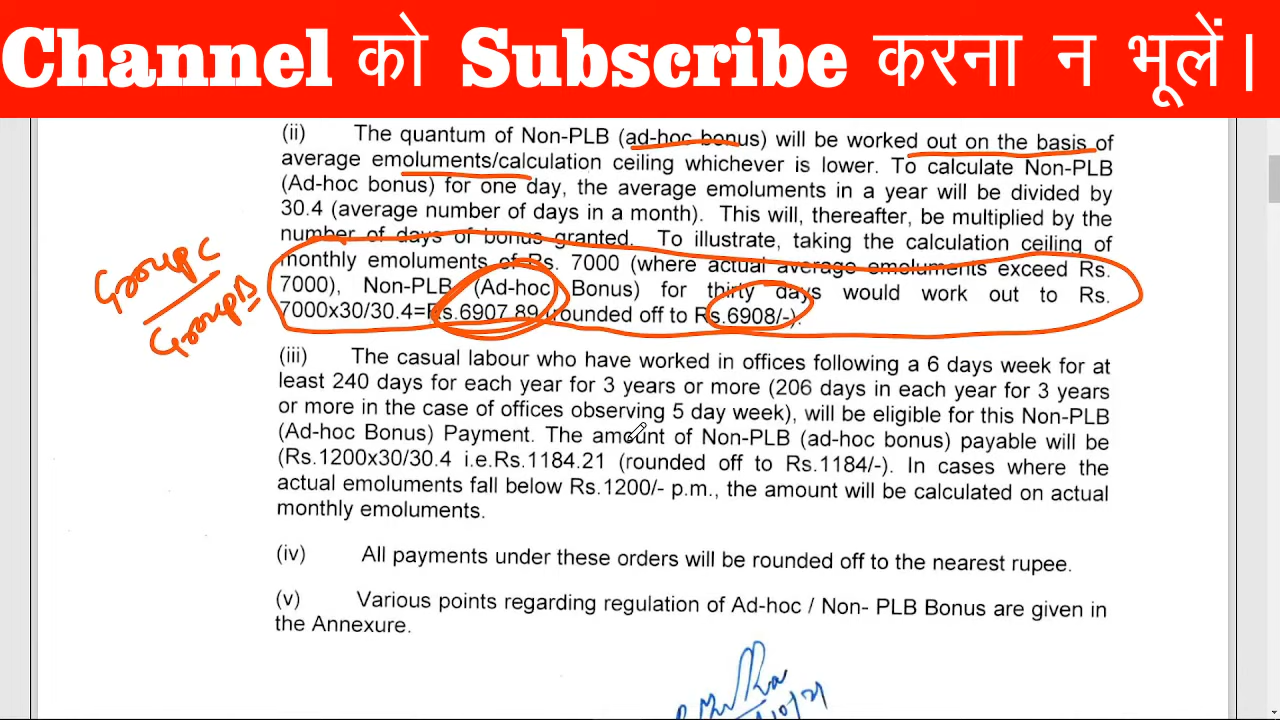 Channel को Subscribe करना न भूलें।
(ii) The quantum of Non-PLB (ad-hoc bonus) will be worked out on the basis of
average emoluments/calculation ceiling whichever is lower. To calculate Non-PLB
(Ad-hoc bonus) for one day, the average emoluments in a year will be divided by
30.4 (average number of days in a month). This will, thereafter, be multiplied by the
number of days of bonus granted. To illustrate, taking the calculation ceiling of
monthly emoluments of Rs. 7000 (where actual average emoluments exceed Rs.
7000), Non-PLB (Ad-hoc Bonus) for thirty days would work out to Rs.
7000x30/30.4=Rs.6907.89 (rounded off to Rs.6908/-).
Group C
Group B
(iii) The casual labour who have worked in offices following a 6 days week for at
least 240 days for each year for 3 years or more (206 days in each year for 3 years
or more in the case of offices observing 5 day week), will be eligible for this Non-PLB
(Ad-hoc Bonus) Payment. The amount of Non-PLB (ad-hoc bonus) payable will be
(Rs.1200x30/30.4 i.e.Rs.1184.21 (rounded off to Rs.1184/-). In cases where the
actual emoluments fall below Rs.1200/- p.m., the amount will be calculated on actual
monthly emoluments.
(iv) All payments under these orders will be rounded off to the nearest rupee.
(v) Various points regarding regulation of Ad-hoc / Non- PLB Bonus are given in
the Annexure.